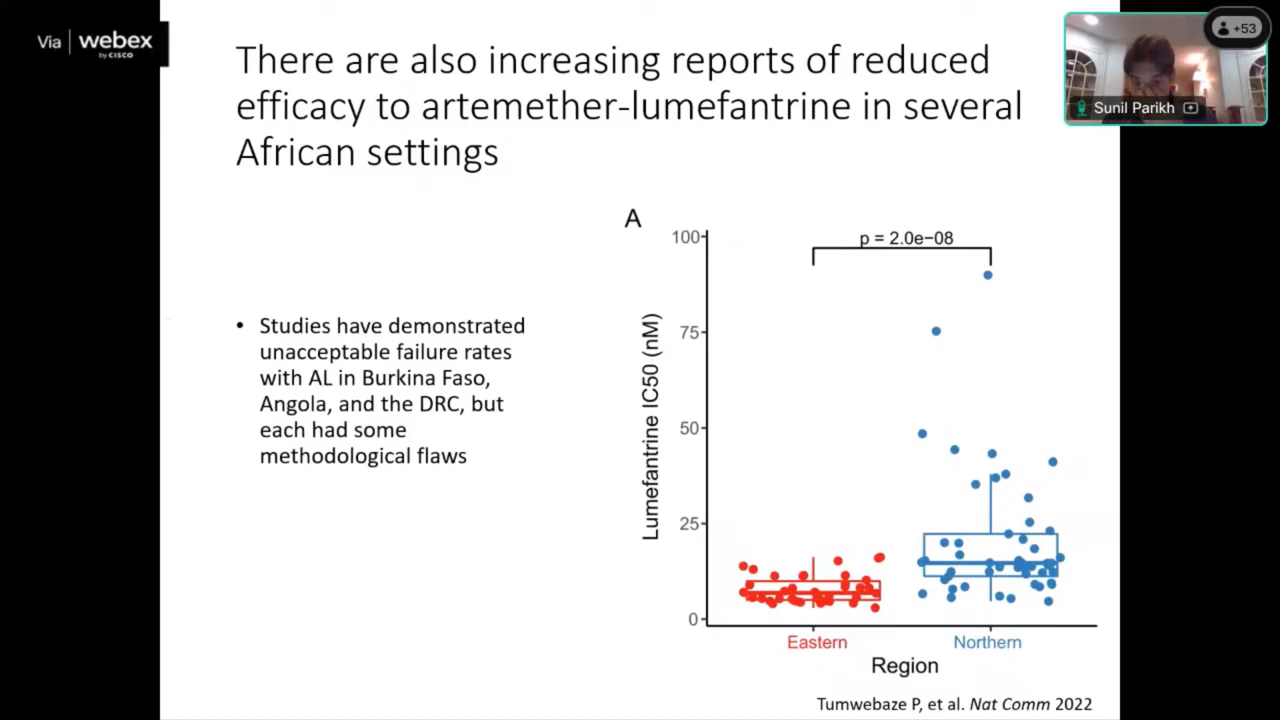 Via webex
by CISCO
There are also increasing reports of reduced
efficacy to artemether-lumefantrine in several
African settings
+53
Sunil Parikh
• Studies have demonstrated
unacceptable failure rates
with AL in Burkina Faso,
Angola, and the DRC, but
each had some
methodological flaws
A
p = 2.0e−08
100
75
50
25
0
Lumefantrine IC50 (nM)
Eastern
Northern
Region
Tumwebaze P, et al. Nat Comm 2022